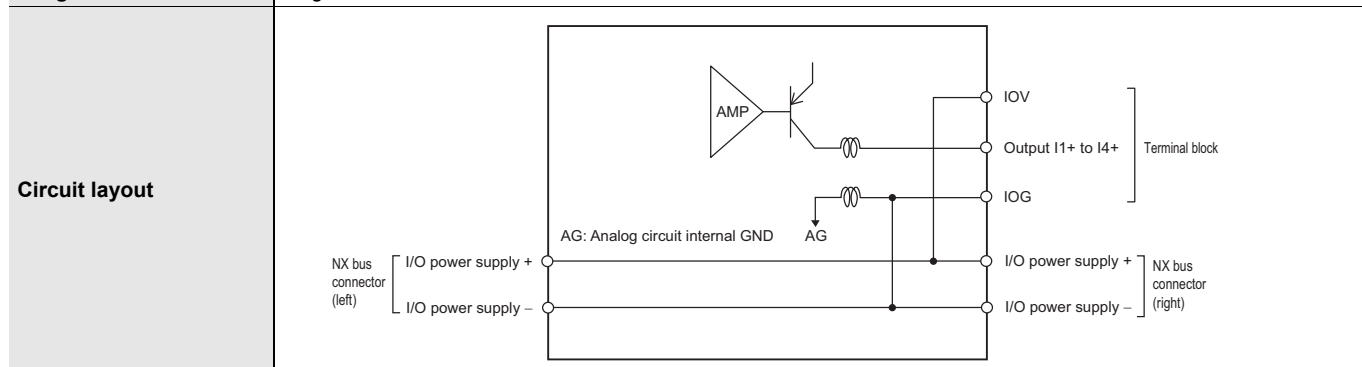 Circuit layout
AMP
IOV
Output I1+ to I4+
Terminal block
IOG
AG: Analog circuit internal GND
AG
NX bus
connector
(left)
I/O power supply +
I/O power supply −
I/O power supply +
I/O power supply −
NX bus
connector
(right)